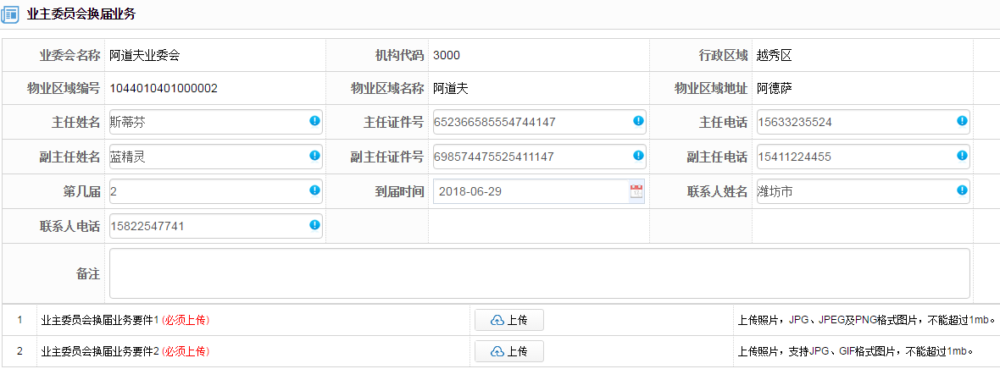 业主委员会换届业务
业委会名称 阿道夫业委会 机构代码 3000 行政区域 越秀区
物业区域编号 1044010401000002 物业区域名称 阿道夫 物业区域地址 阿德萨
主任姓名 斯蒂芬 主任证件号 652366585554744147 主任电话 15633235524
副主任姓名 蓝精灵 副主任证件号 698574475525411147 副主任电话 15411224455
第几届 2 到届时间 2018-06-29 联系人姓名 潍坊市
联系人电话 15822547741
备注
1 业主委员会换届业务要件1 (必须上传) 上传 上传照片，JPG、JPEG及PNG格式图片，不能超过1mb。
2 业主委员会换届业务要件2 (必须上传) 上传 上传照片，支持JPG、GIF格式图片，不能超过1mb。